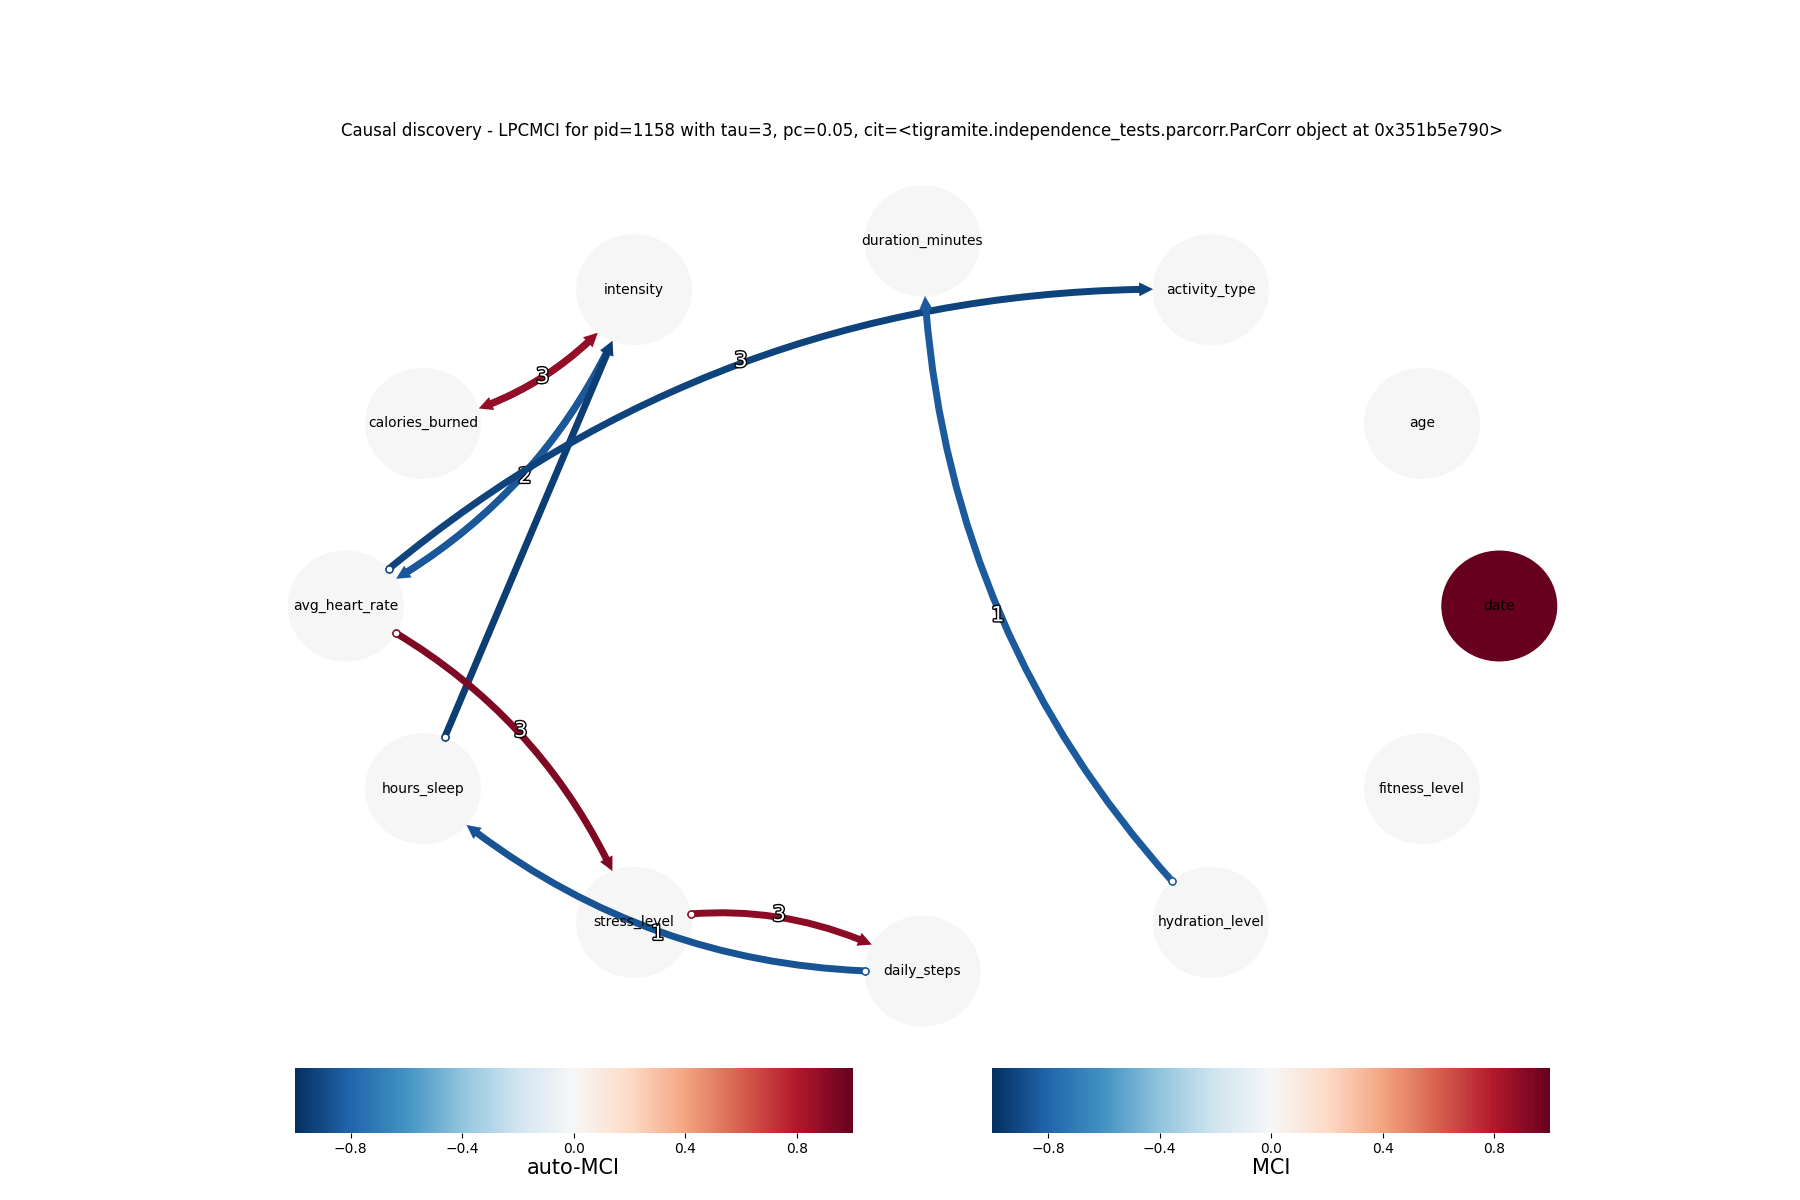 Causal discovery - LPCMCI for pid=1158 with tau=3, pc=0.05, cit=<tigramite.independence_tests.parcorr.ParCorr object at 0x351b5e790>
duration_minutes
intensity
activity_type
3
3
calories_burned
age
2
avg_heart_rate
date
1
3
hours_sleep
fitness_level
stress_level
3
hydration_level
1
daily_steps
−0.8 −0.4 0.0 0.4 0.8
auto-MCI
−0.8 −0.4 0.0 0.4 0.8
MCI